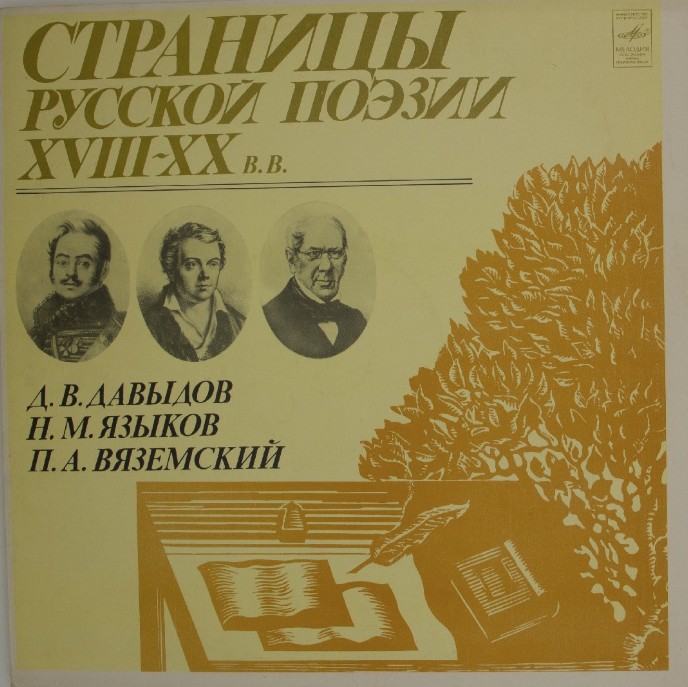 СТРАНИЦЫ
РУССКОЙ ПОЭЗИИ
XVIII-XX В.В.
МЕЛОДИЯ
Д. В. ДАВЫДОВ
Н. М. ЯЗЫКОВ
П. А. ВЯЗЕМСКИЙ